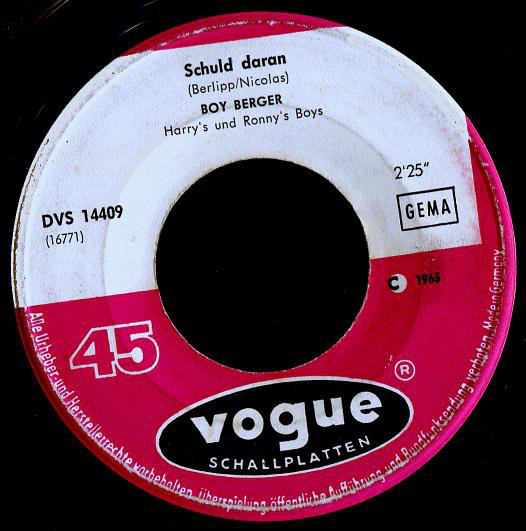 Schuld daran
(Berlipp/Nicolas)
BOY BERGER
Harry's und Ronny's Boys
2'25"
DVS 14409
(16771)
GEMA
C 1965
45
®
vogue
SCHALLPLATTEN
Alle Urheber- und Herstellerrechte vorbehalten, Überspielung, öffentliche Aufführung und Rundfunksendung verboten. Made in Germany